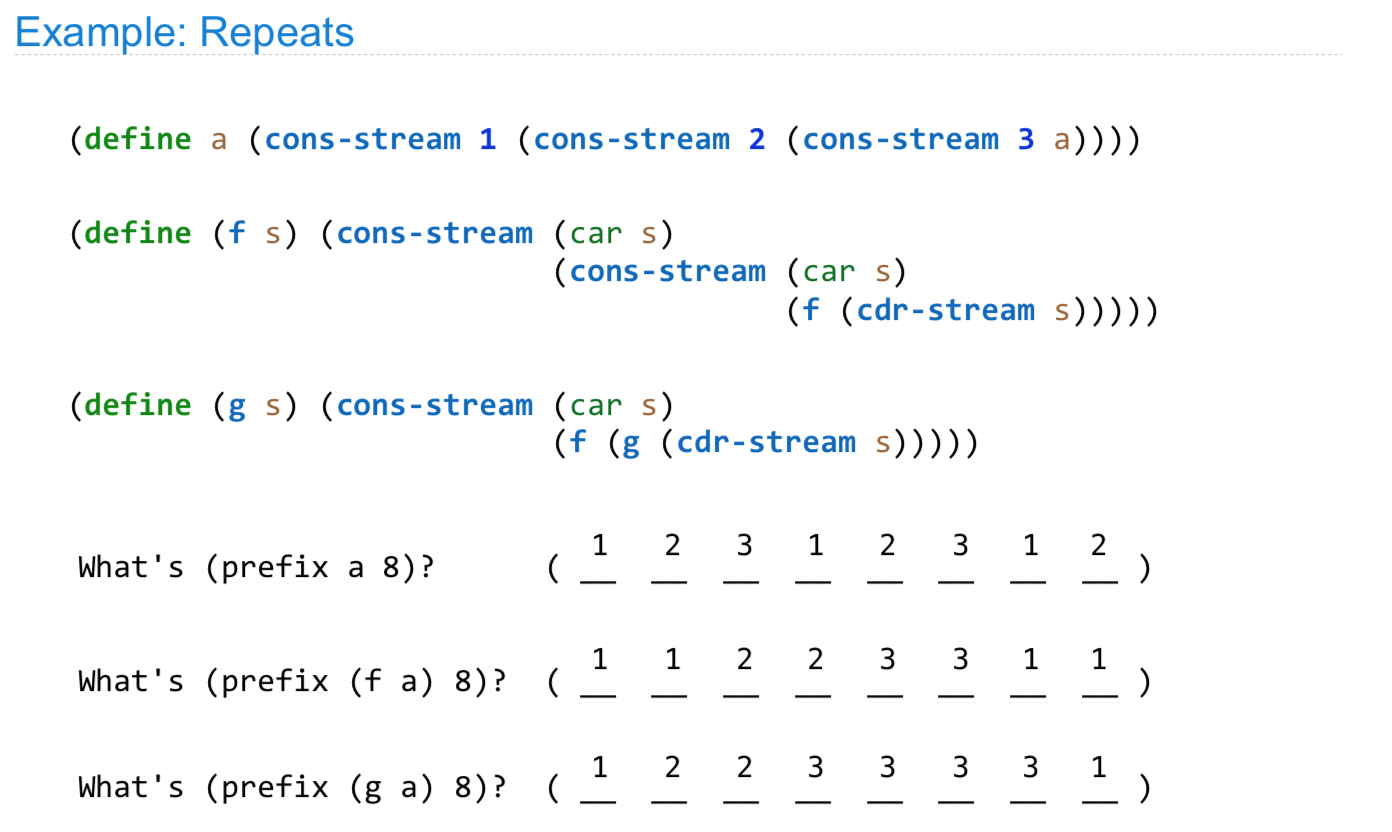 Example: Repeats
(define a (cons-stream 1 (cons-stream 2 (cons-stream 3 a))))
(define (f s) (cons-stream (car s)
(cons-stream (car s)
(f (cdr-stream s)))))
(define (g s) (cons-stream (car s)
(f (g (cdr-stream s)))))
What's (prefix a 8)? ( 1 2 3 1 2 3 1 2 )
What's (prefix (f a) 8)? ( 1 1 2 2 3 3 1 1 )
What's (prefix (g a) 8)? ( 1 2 2 3 3 3 3 1 )